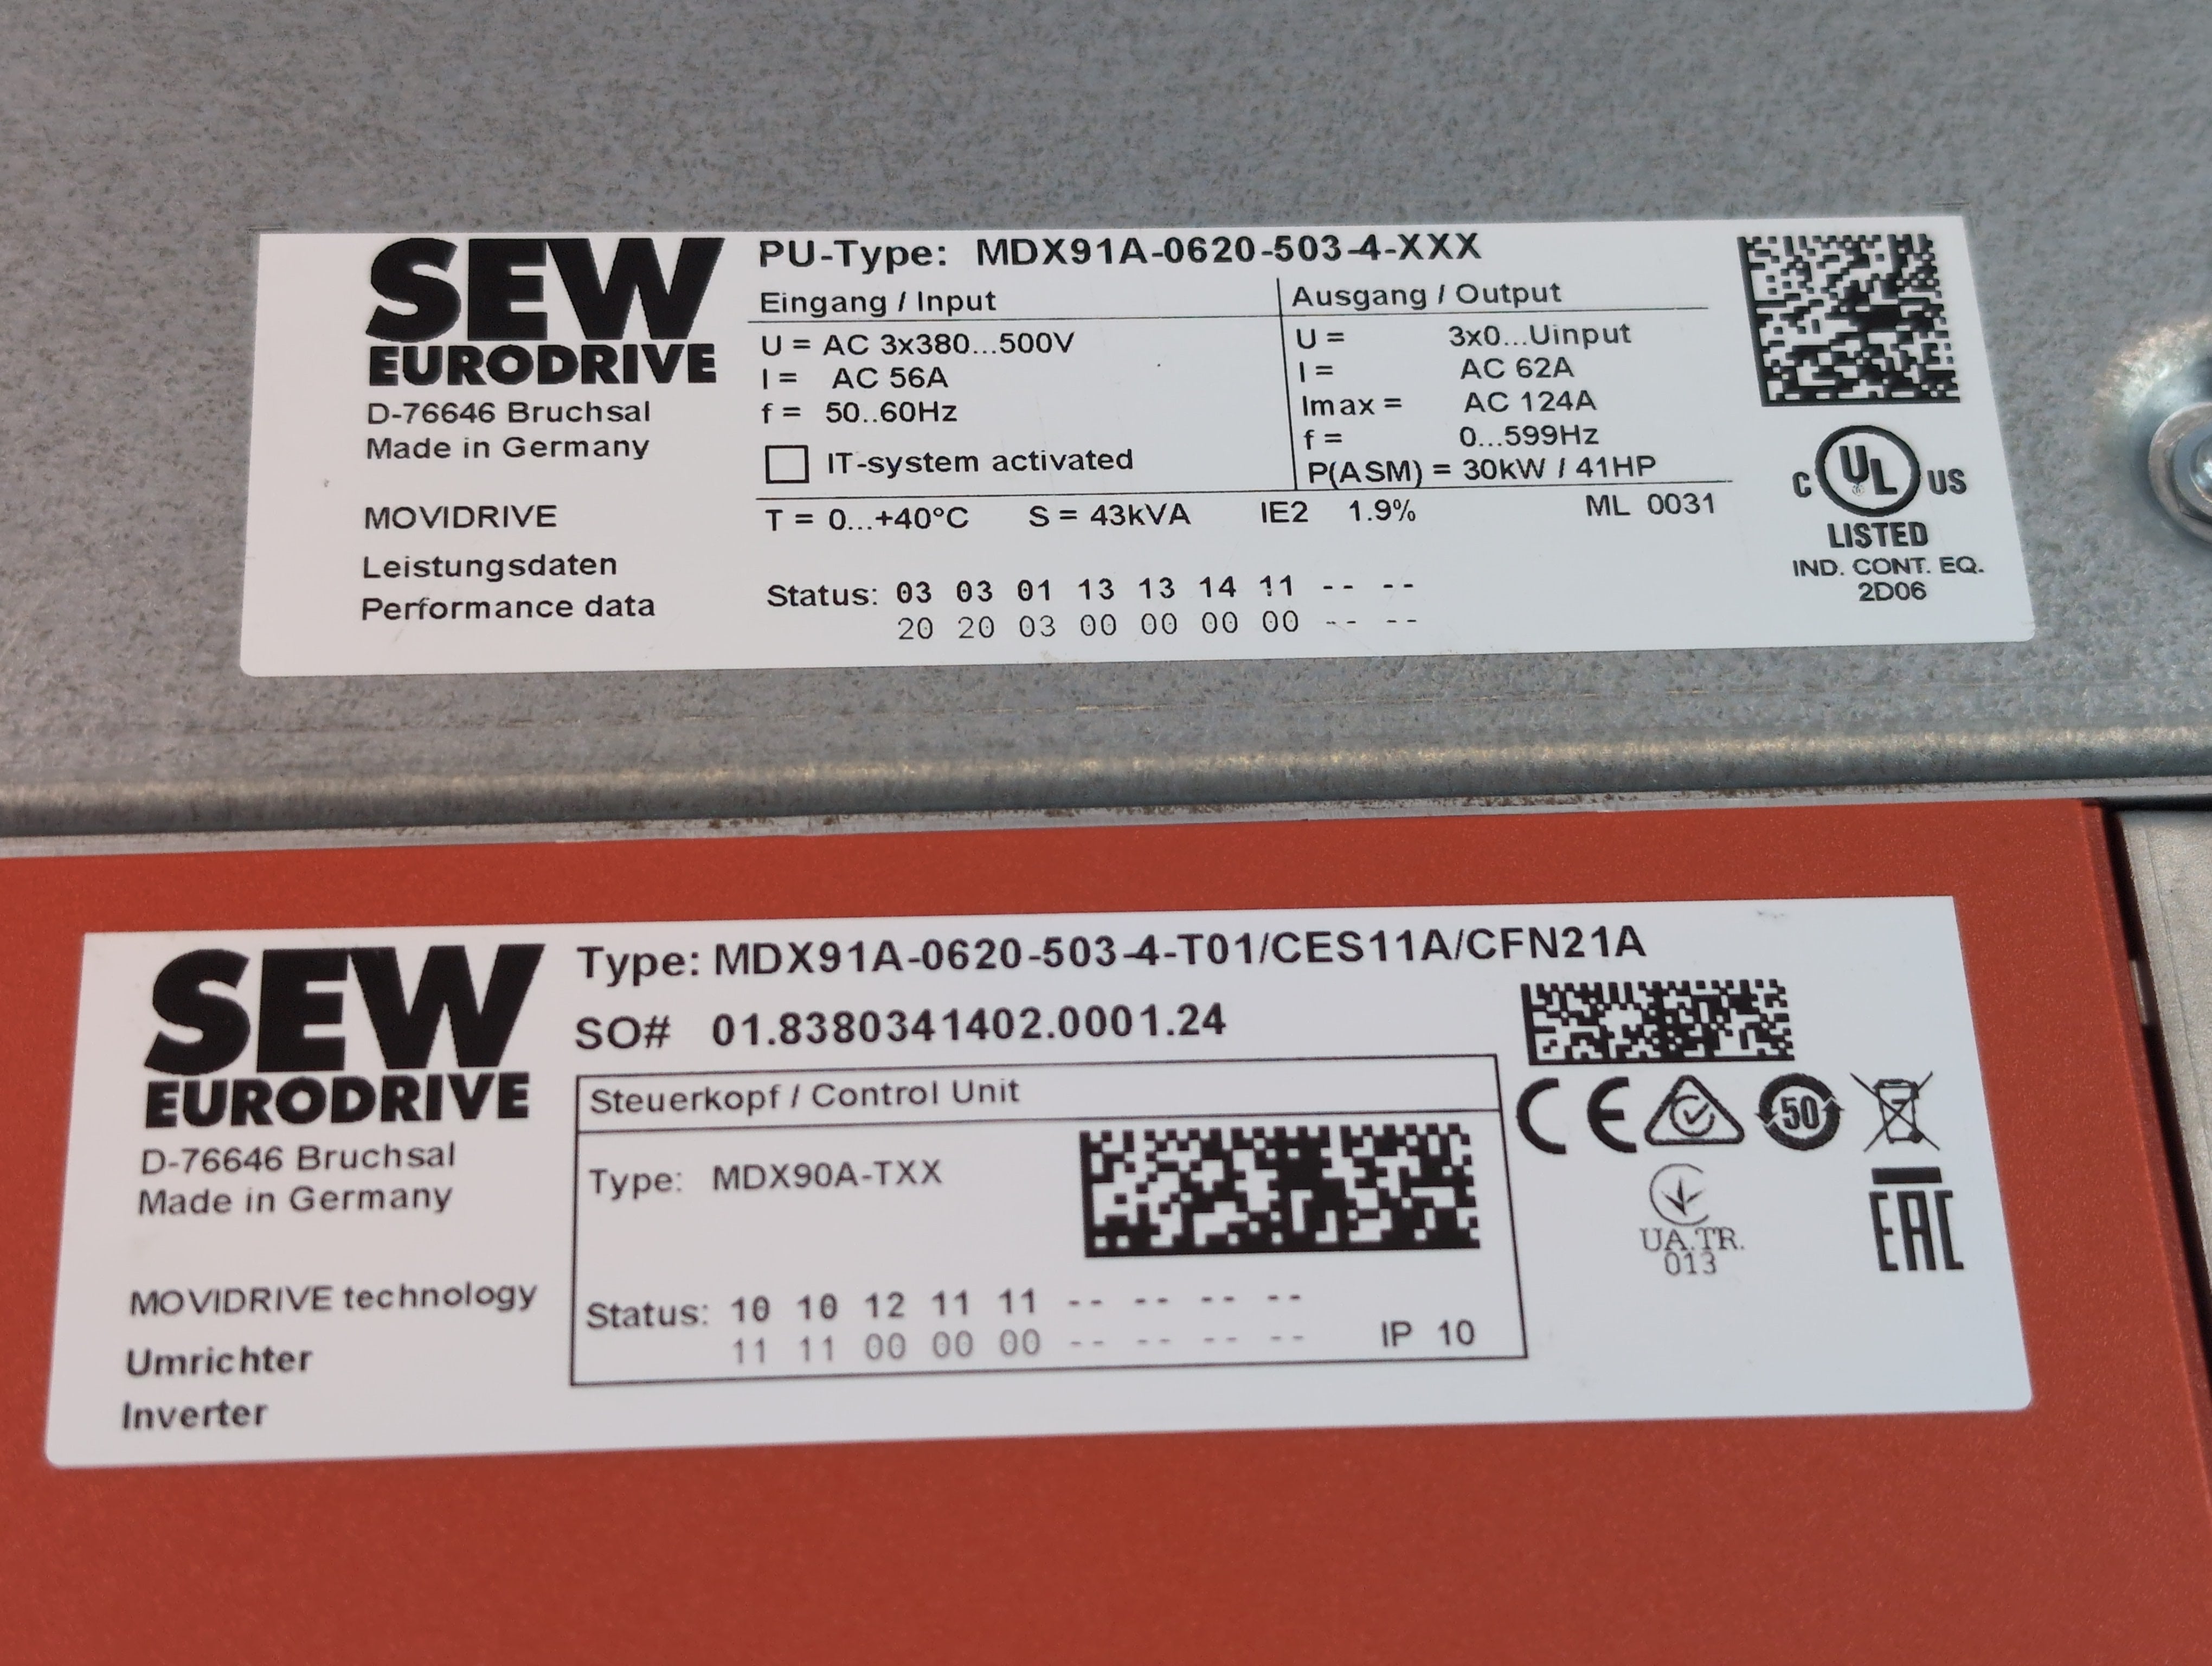 SEW
EURODRIVE
D-76646 Bruchsal
Made in Germany
MOVIDRIVE
Leistungsdaten
Performance data
PU-Type: MDX91A-0620-503-4-XXX
Eingang / Input
U = AC 3x380...500V
I = AC 56A
f = 50..60Hz
IT-system activated
Ausgang / Output
U = 3x0...Uinput
I = AC 62A
Imax = AC 124A
f = 0...599Hz
P(ASM) = 30kW / 41HP
T = 0...+40°C S = 43kVA IE2 1.9% ML 0031
Status: 03 03 01 13 13 14 11 -- --
20 20 03 00 00 00 00 -- --
C UL US
LISTED
IND. CONT. EQ.
2D06
SEW
EURODRIVE
D-76646 Bruchsal
Made in Germany
MOVIDRIVE technology
Umrichter
Inverter
Type: MDX91A-0620-503-4-T01/CES11A/CFN21A
SO# 01.8380341402.0001.24
Steuerkopf / Control Unit
Type: MDX90A-TXX
Status: 10 10 12 11 11 -- -- -- --
11 11 00 00 00 -- -- -- --
IP 10
CE
50
UA.TR.
013
EAC